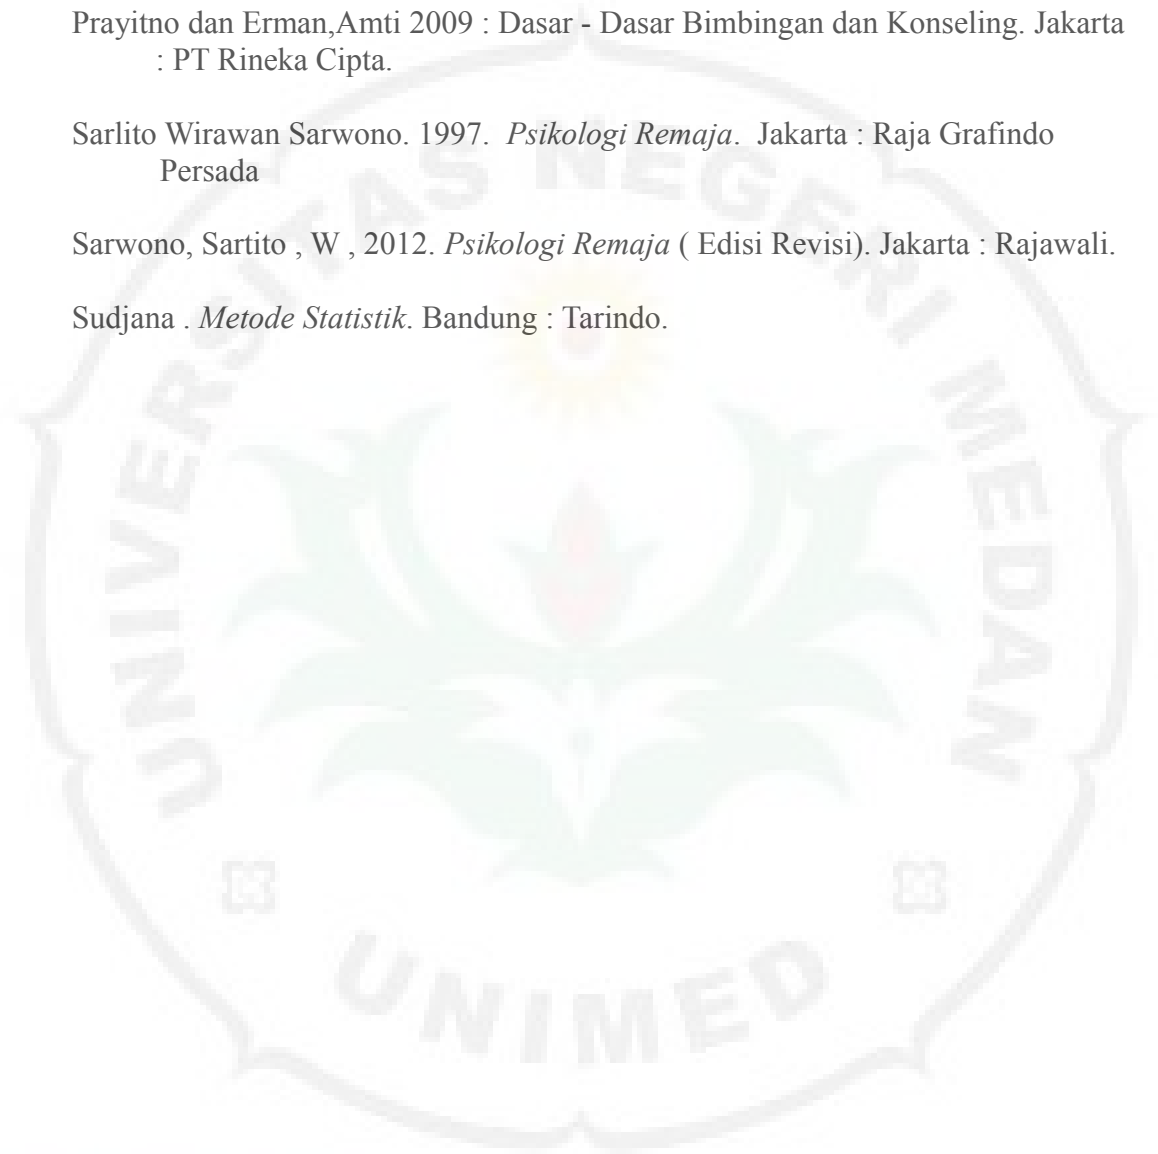 Prayitno dan Erman,Amti 2009 : Dasar - Dasar Bimbingan dan Konseling. Jakarta
: PT Rineka Cipta.
Sarlito Wirawan Sarwono. 1997. Psikologi Remaja. Jakarta : Raja Grafindo
Persada
Sarwono, Sartito , W , 2012. Psikologi Remaja ( Edisi Revisi). Jakarta : Rajawali.
Sudjana . Metode Statistik. Bandung : Tarindo.
UNIVERSITAS NEGERI MEDAN
UNIMED